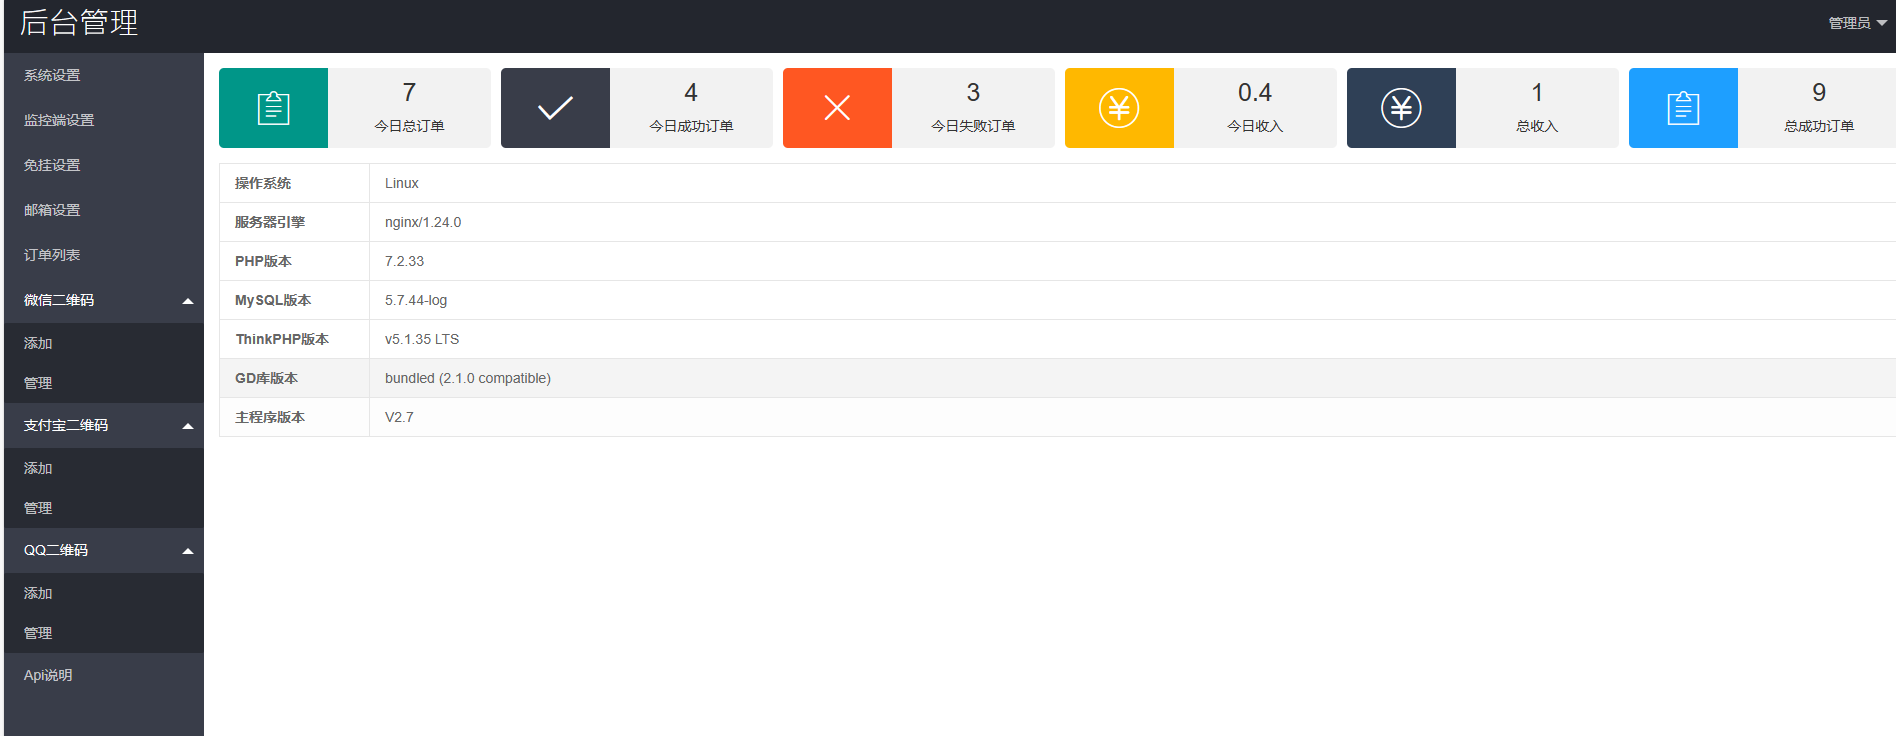 后台管理
管理员
系统设置
监控端设置
免挂设置
邮箱设置
订单列表
微信二维码
添加
管理
支付宝二维码
添加
管理
QQ二维码
添加
管理
Api说明
7
今日总订单
4
今日成功订单
3
今日失败订单
0.4
今日收入
1
总收入
9
总成功订单
操作系统 Linux
服务器引擎 nginx/1.24.0
PHP版本 7.2.33
MySQL版本 5.7.44-log
ThinkPHP版本 v5.1.35 LTS
GD库版本 bundled (2.1.0 compatible)
主程序版本 V2.7